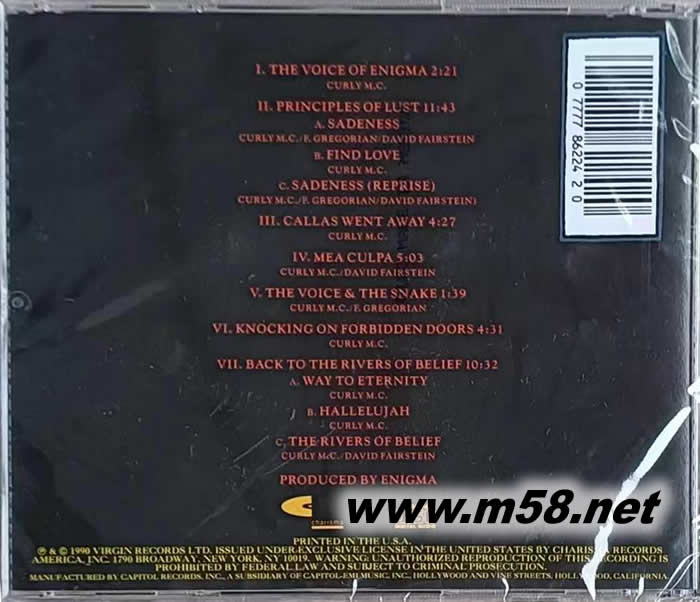 I. THE VOICE OF ENIGMA 2:21
CURLY M.C.
II. PRINCIPLES OF LUST 11:43
A. SADENESS
CURLY M.C./F. GREGORIAN/DAVID FAIRSTEIN
B. FIND LOVE
CURLY M.C.
C. SADENESS (REPRISE)
CURLY M.C./F. GREGORIAN/DAVID FAIRSTEIN)
III. CALLAS WENT AWAY 4:27
CURLY M.C.
IV. MEA CULPA 5:03
CURLY M.C./DAVID FAIRSTEIN
V. THE VOICE & THE SNAKE 1:39
CURLY M.C./F. GREGORIAN
VI. KNOCKING ON FORBIDDEN DOORS 4:31
CURLY M.C.
VII. BACK TO THE RIVERS OF BELIEF 10:32
A. WAY TO ETERNITY
CURLY M.C.
B. HALLELUJAH
CURLY M.C.
C. THE RIVERS OF BELIEF
CURLY M.C./DAVID FAIRSTEIN
PRODUCED BY ENIGMA
0 77778 62242 0
charisma
DIGITAL AUDIO
www.m58.net
PRINTED IN THE U.S.A.
℗ & © 1990 VIRGIN RECORDS LTD. ISSUED UNDER EXCLUSIVE LICENSE IN THE UNITED STATES BY CHARISMA RECORDS
AMERICA, INC. 1790 BROADWAY, NEW YORK, NY 10019. WARNING: UNAUTHORIZED REPRODUCTION OF THIS RECORDING IS
PROHIBITED BY FEDERAL LAW AND SUBJECT TO CRIMINAL PROSECUTION.
MANUFACTURED BY CAPITOL RECORDS, INC., A SUBSIDIARY OF CAPITOL-EMI MUSIC, INC., HOLLYWOOD AND VINE STREETS, HOLLYWOOD, CALIFORNIA.